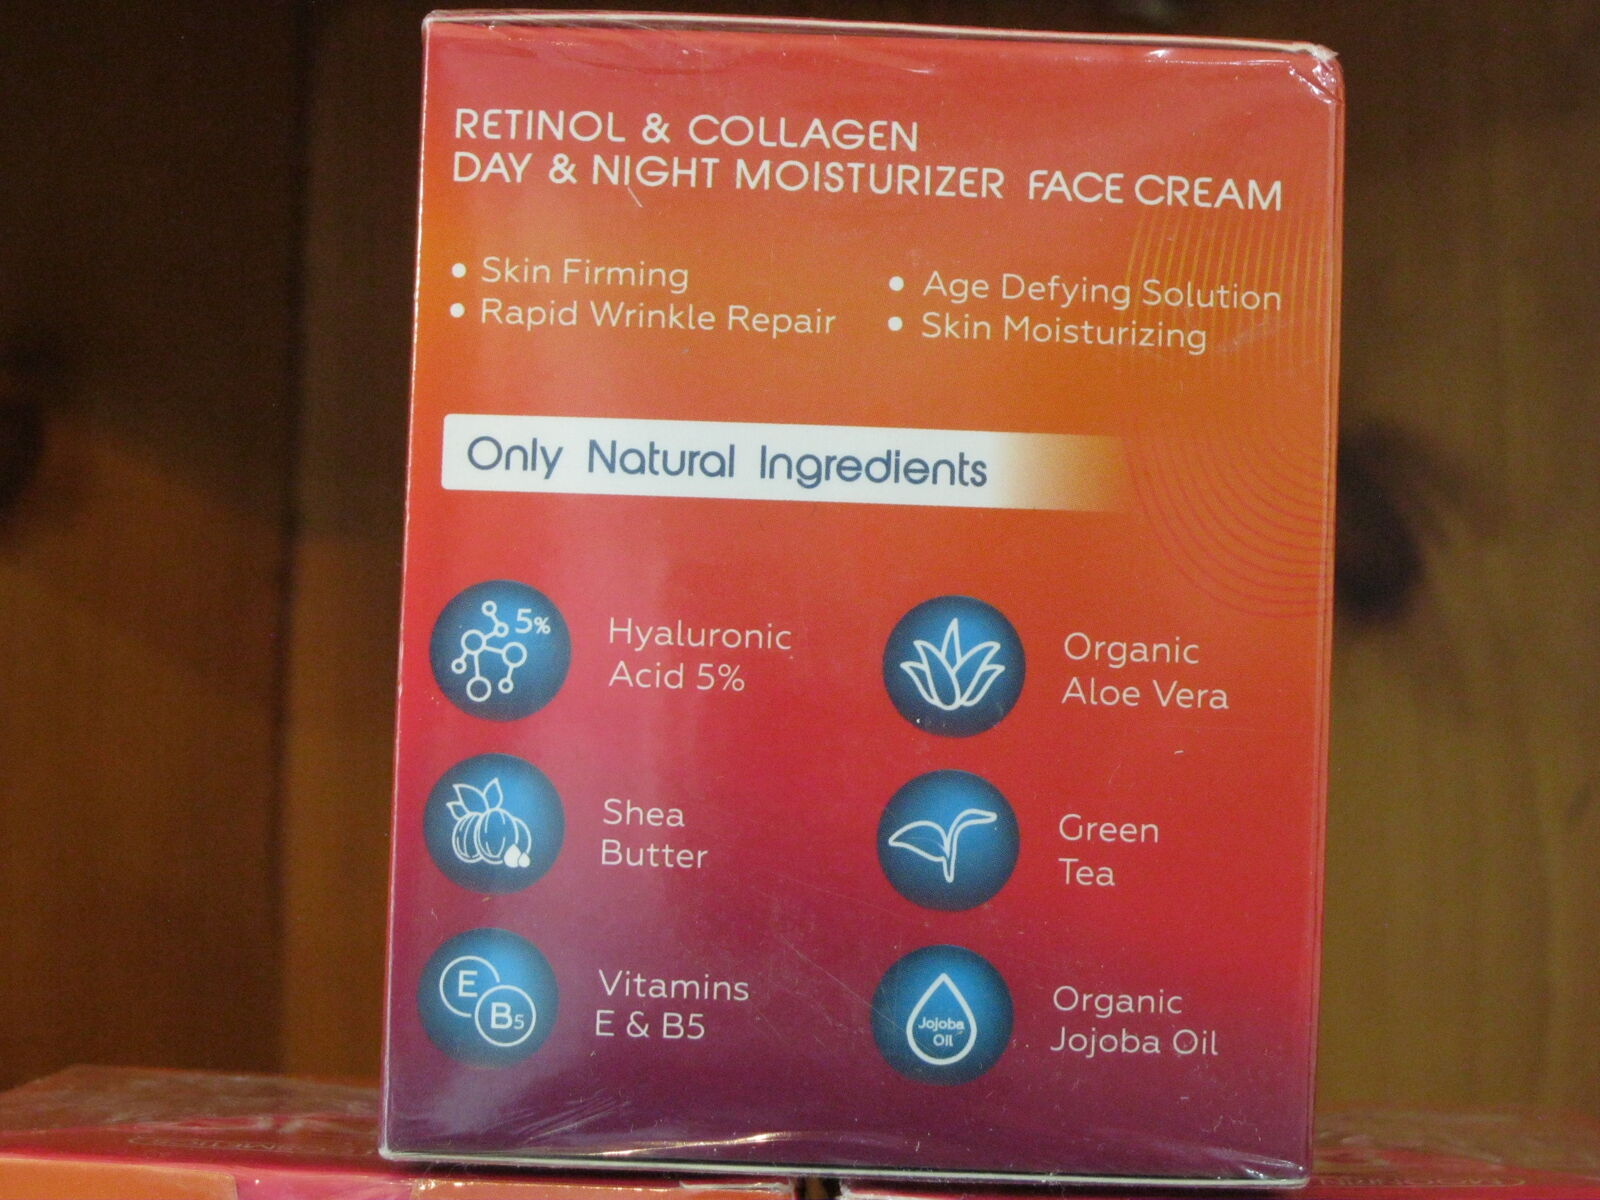 RETINOL & COLLAGEN
DAY & NIGHT MOISTURIZER FACE CREAM
• Skin Firming
• Rapid Wrinkle Repair
• Age Defying Solution
• Skin Moisturizing
Only Natural Ingredients
5%
Hyaluronic
Acid 5%
Organic
Aloe Vera
Shea
Butter
Green
Tea
E
B5
Vitamins
E & B5
Jojoba
Oil
Organic
Jojoba Oil